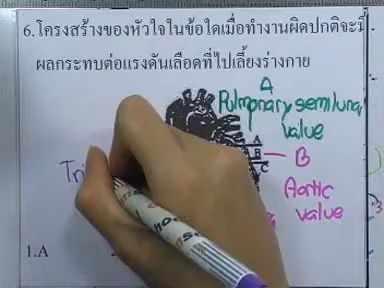 6.โครงสร้างของหัวใจในข้อใดเมื่อทำงานผิดปกติจะมี
ผลกระทบต่อแรงดันเลือดที่ไปเลี้ยงร่างกาย
A
Pulmonary semilunar
valve
A
B
C
B
Tri
Aortic
valve
1.A